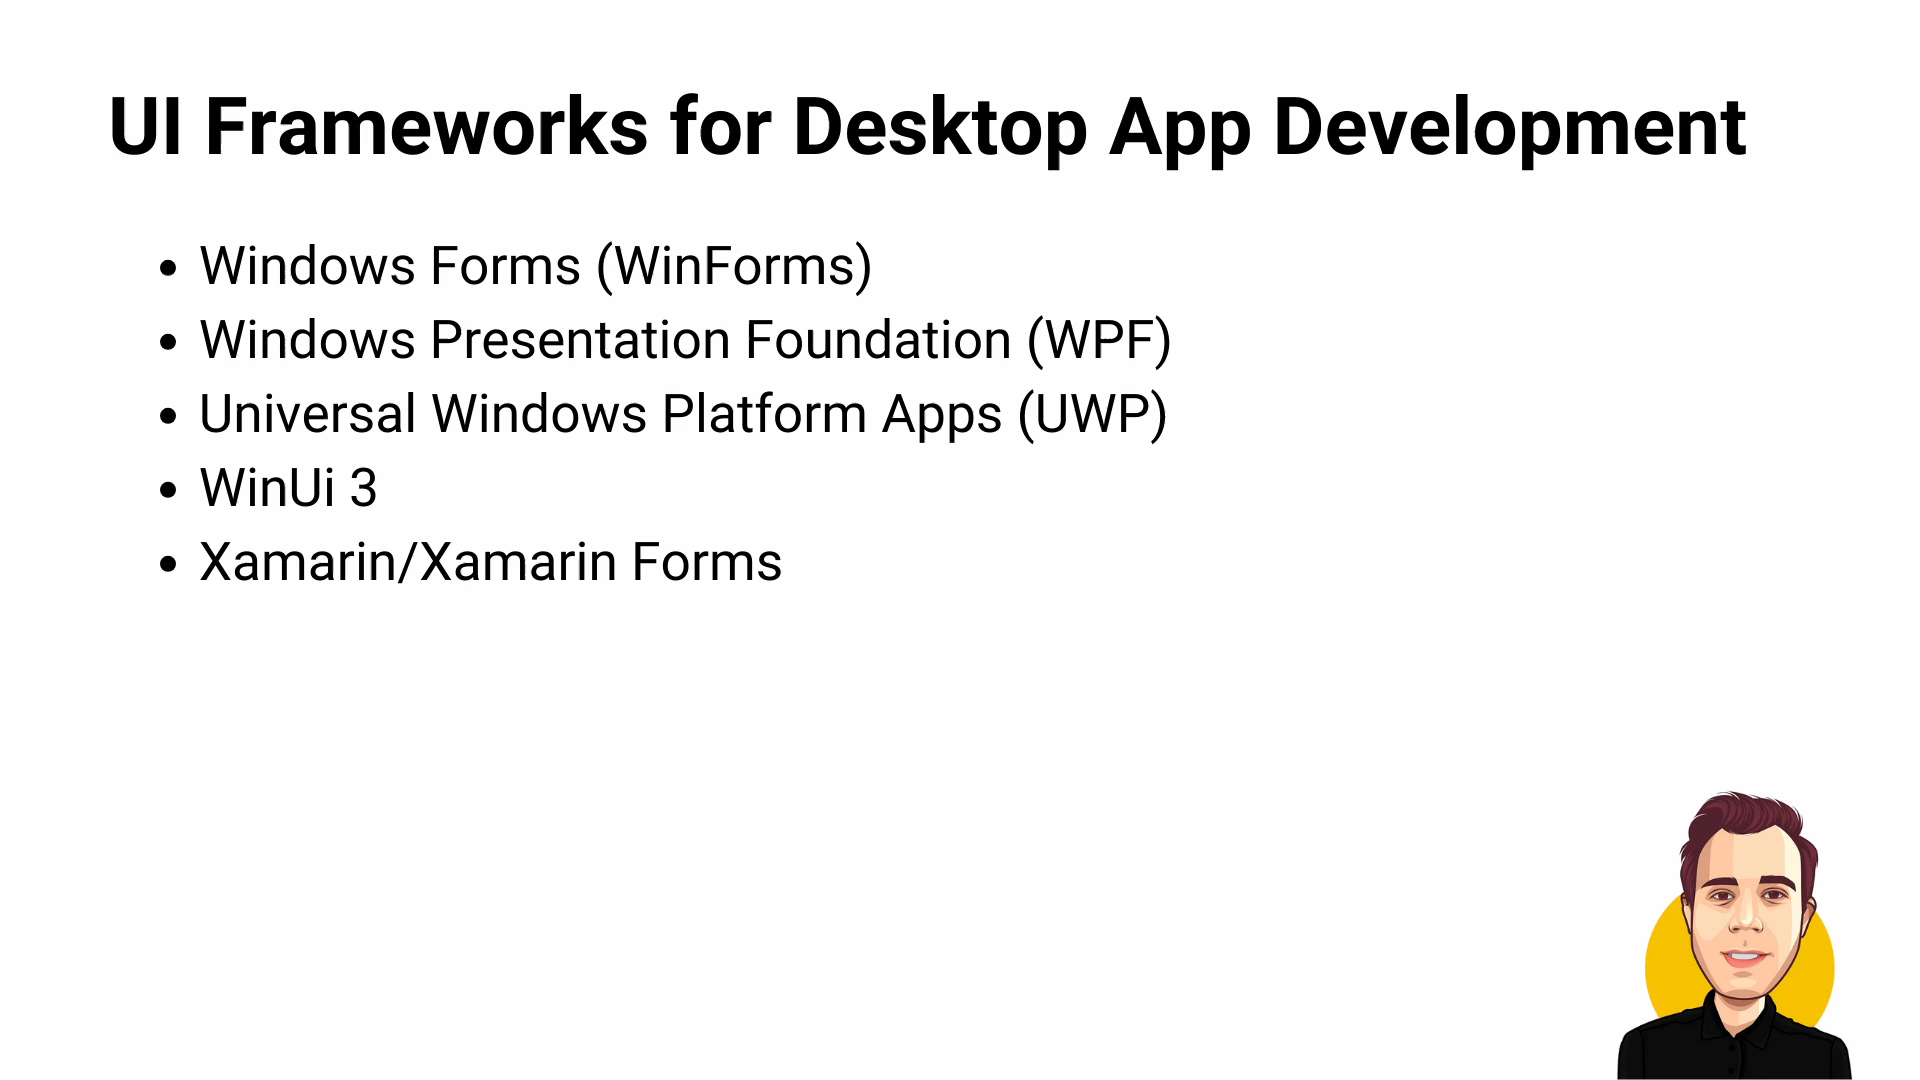 UI Frameworks for Desktop App Development
• Windows Forms (WinForms)
• Windows Presentation Foundation (WPF)
• Universal Windows Platform Apps (UWP)
• WinUi 3
• Xamarin/Xamarin Forms